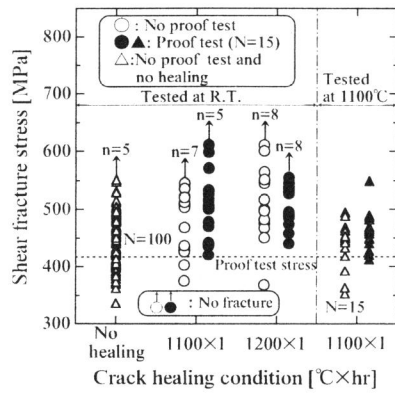 Shear fracture stress [MPa]
850
800
700
600
500
400
300
○: No proof test
●▲: Proof test (N=15)
△:No proof test and
no healing
Tested
at 1100℃
Tested at R.T.
n=5
n=8
n=5
n=7
n=8
N=100
Proof test stress
: No fracture
N=15
No
healing
1100×1
1200×1
1100×1
Crack healing condition [℃×hr]